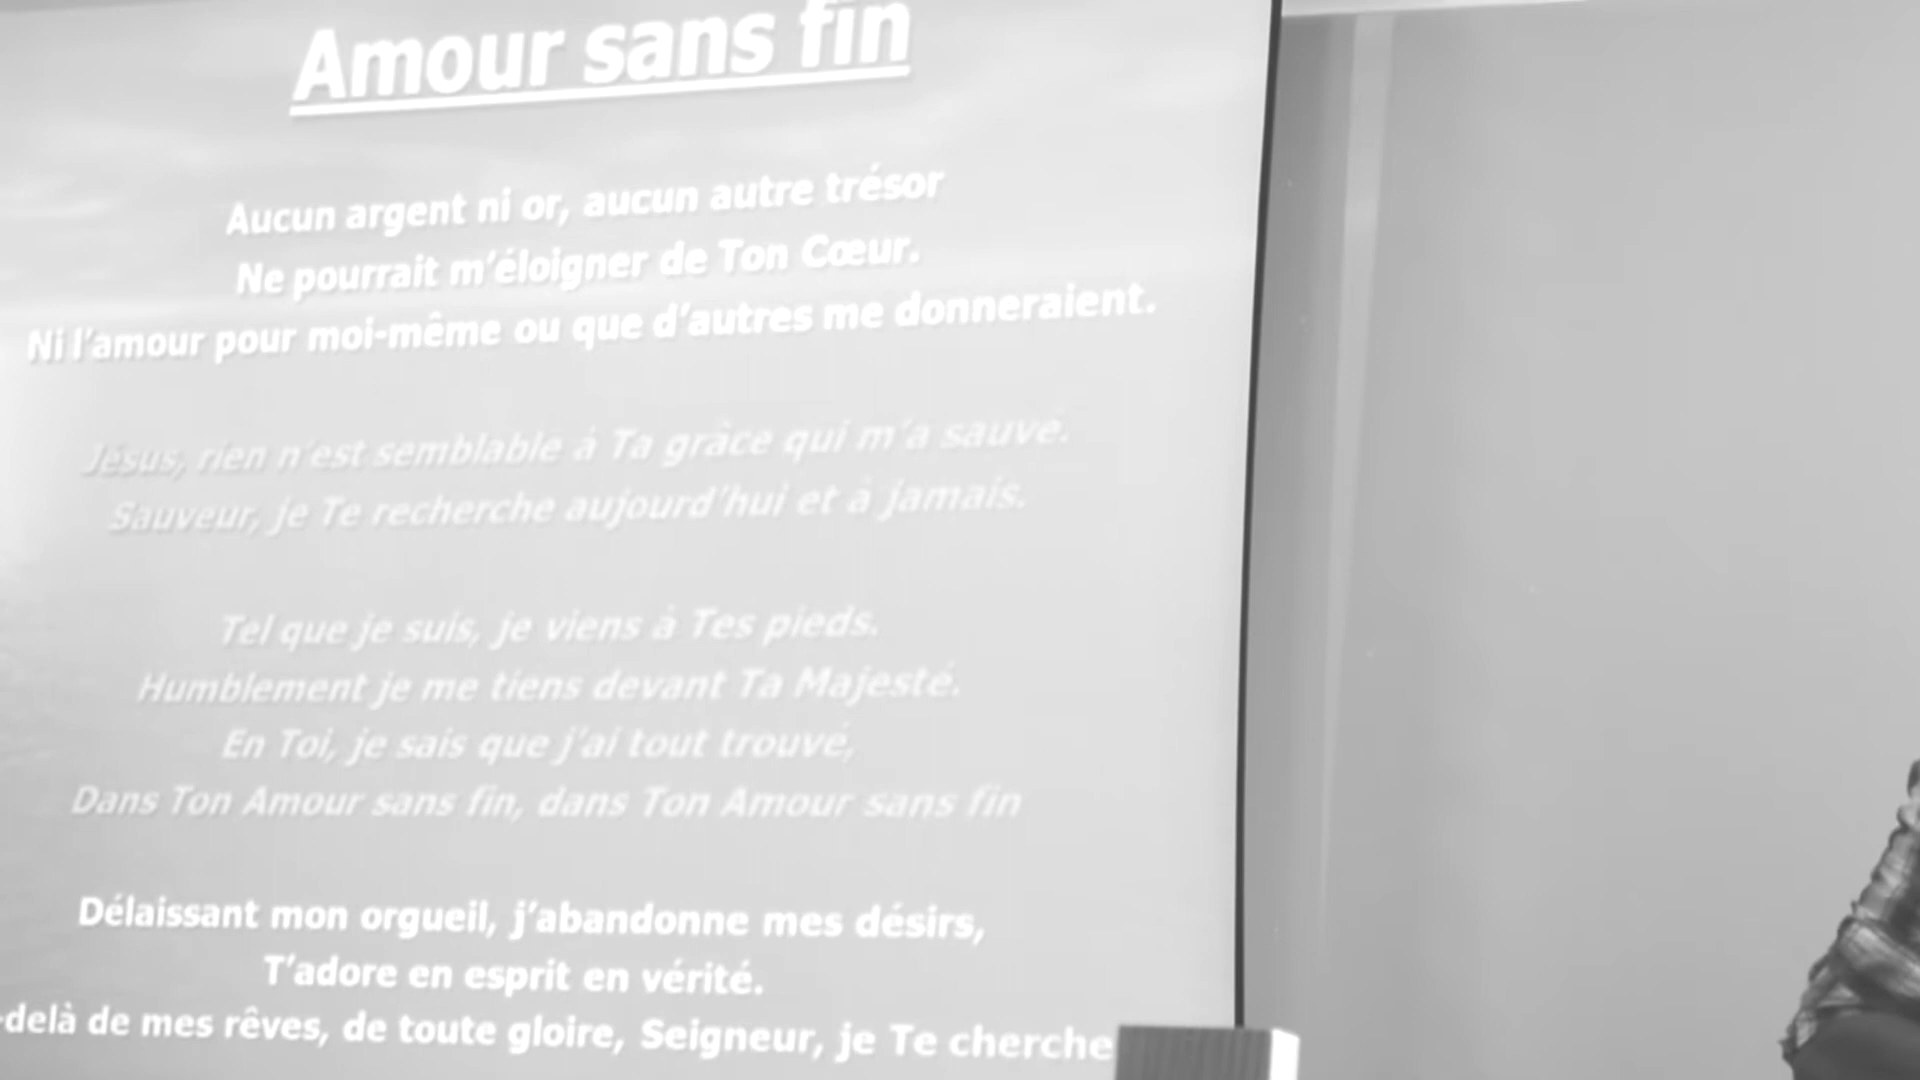 Amour sans fin
Aucun argent ni or, aucun autre trésor
Ne pourrait m'éloigner de Ton Cœur.
Ni l'amour pour moi-même ou que d'autres me donneraient.
Jésus, rien n'est semblable à Ta grâce qui m'a sauvé.
Sauveur, je Te recherche aujourd'hui et à jamais.
Tel que je suis, je viens à Tes pieds.
Humblement je me tiens devant Ta Majesté.
En Toi, je sais que j'ai tout trouvé,
Dans Ton Amour sans fin, dans Ton Amour sans fin
Délaissant mon orgueil, j'abandonne mes désirs,
T'adore en esprit en vérité.
-delà de mes rêves, de toute gloire, Seigneur, je Te cherche